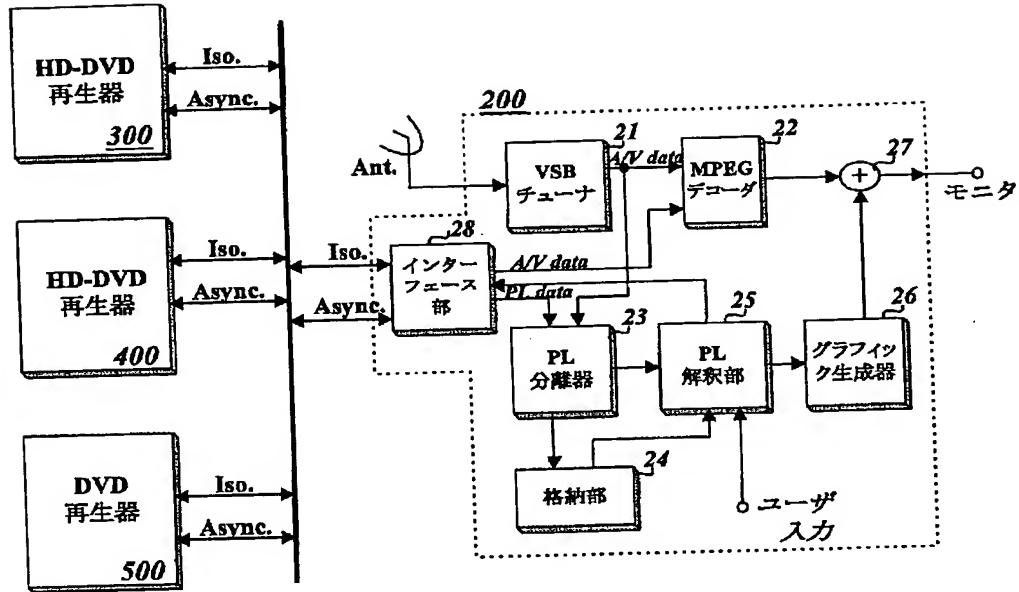 HD-DVD
再生器
300
Iso.
Async.
HD-DVD
再生器
400
Iso.
Async.
DVD
再生器
500
Iso.
Async.
Iso.
Async.
200
Ant.
21
VSB
チューナ
A/V data
22
MPEG
デコーダ
27
+
モニタ
28
インター
フェース
部
A/V data
PL data
23
PL
分離器
25
PL
解釈部
26
グラフィッ
ク生成器
24
格納部
ユーザ
入力